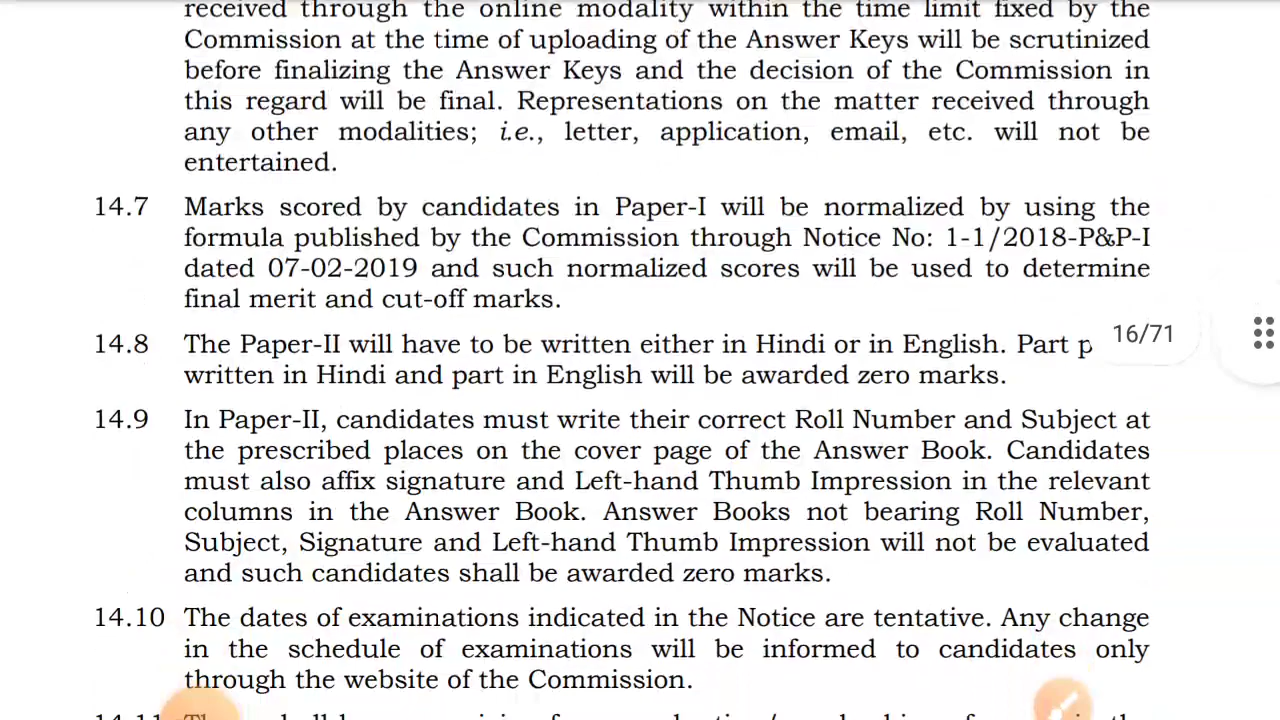 received through the online modality within the time limit fixed by the
Commission at the time of uploading of the Answer Keys will be scrutinized
before finalizing the Answer Keys and the decision of the Commission in
this regard will be final. Representations on the matter received through
any other modalities; i.e., letter, application, email, etc. will not be
entertained.
14.7 Marks scored by candidates in Paper-I will be normalized by using the
formula published by the Commission through Notice No: 1-1/2018-P&P-I
dated 07-02-2019 and such normalized scores will be used to determine
final merit and cut-off marks.
14.8 The Paper-II will have to be written either in Hindi or in English. Part p
16/71
written in Hindi and part in English will be awarded zero marks.
14.9 In Paper-II, candidates must write their correct Roll Number and Subject at
the prescribed places on the cover page of the Answer Book. Candidates
must also affix signature and Left-hand Thumb Impression in the relevant
columns in the Answer Book. Answer Books not bearing Roll Number,
Subject, Signature and Left-hand Thumb Impression will not be evaluated
and such candidates shall be awarded zero marks.
14.10 The dates of examinations indicated in the Notice are tentative. Any change
in the schedule of examinations will be informed to candidates only
through the website of the Commission.